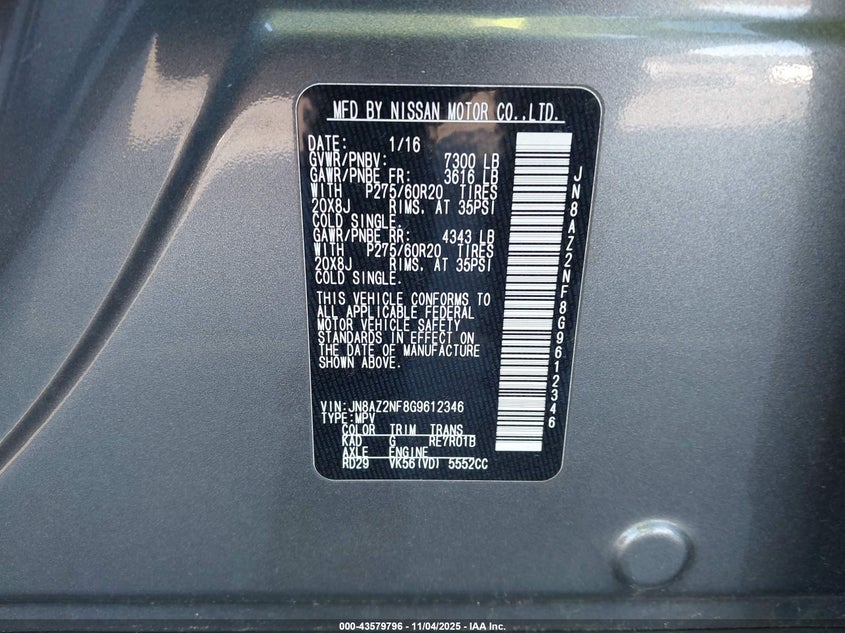 MFD BY NISSAN MOTOR CO.,LTD.
DATE: 1/16
GVWR/PNBV: 7300 LB
GAWR/PNBE FR: 3616 LB
WITH P275/60R20 TIRES
20X8J RIMS, AT 35PSI
COLD SINGLE.
GAWR/PNBE RR: 4343 LB
WITH P275/60R20 TIRES
20X8J RIMS, AT 35PSI
COLD SINGLE.
THIS VEHICLE CONFORMS TO
ALL APPLICABLE FEDERAL
MOTOR VEHICLE SAFETY
STANDARDS IN EFFECT ON
THE DATE OF MANUFACTURE
SHOWN ABOVE.
VIN:JN8AZ2NF8G9612346
TYPE:MPV
COLOR TRIM TRANS
KAD G RE7R01B
AXLE ENGINE
RD29 VK56(VD) 5552CC
JN8AZ2NF8G9612346
000-43579796 - 11/04/2025 - IAA Inc.